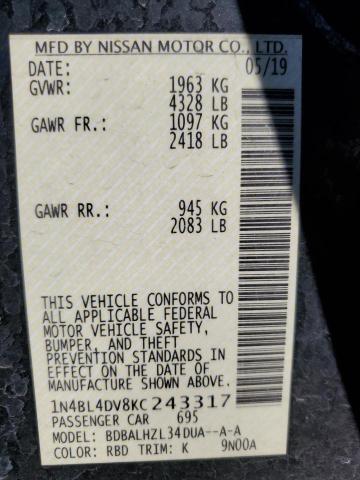 MFD BY NISSAN MOTOR CO., LTD.
DATE: 05/19
GVWR: 1963 KG
4328 LB
GAWR FR.: 1097 KG
2418 LB
GAWR RR.: 945 KG
2083 LB
THIS VEHICLE CONFORMS TO
ALL APPLICABLE FEDERAL
MOTOR VEHICLE SAFETY,
BUMPER, AND THEFT
PREVENTION STANDARDS IN
EFFECT ON THE DATE OF
MANUFACTURE SHOWN ABOVE.
1N4BL4DV8KC243317
PASSENGER CAR 695
MODEL: BDBALHZL34DUA--A-A
COLOR: RBD TRIM: K 9N00A